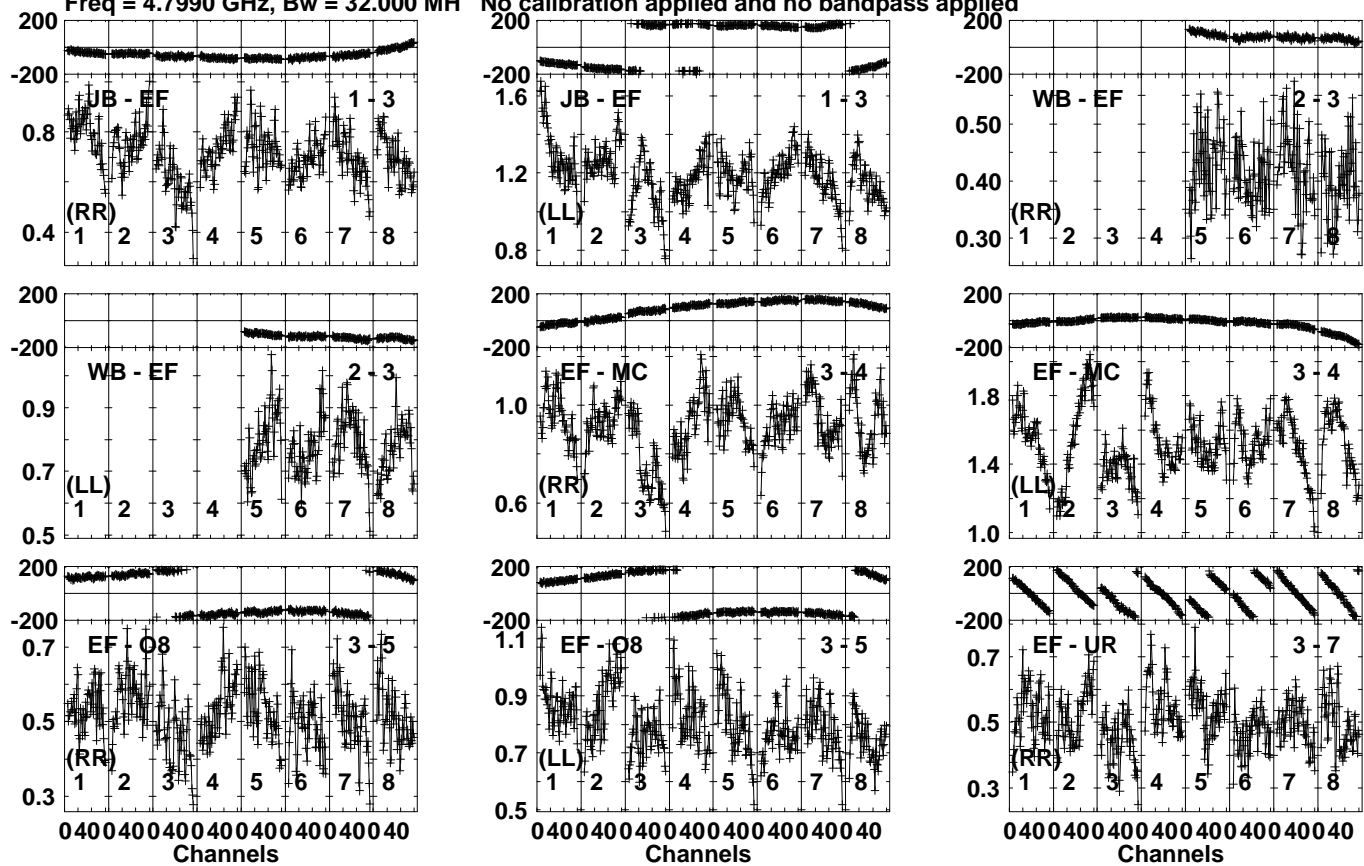 Freq = 4.7990 GHz, Bw = 32.000 MH No calibration applied and no bandpass applied
200
-200
JB - EF 1 - 3
0.8
0.4
(RR)
1 2 3 4 5 6 7 8
JB - EF 1 - 3
1.6
1.2
0.8
(LL)
1 2 3 4 5 6 7 8
200
-200
200
-200
WB - EF 2 - 3
0.50
0.40
0.30
(RR)
1 2 3 4 5 6 7 8
200
-200
WB - EF 2 - 3
0.9
0.7
0.5
(LL)
1 2 3 4 5 6 7 8
200
-200
EF - MC 3 - 4
1.0
0.6
(RR)
1 2 3 4 5 6 7 8
200
-200
EF - MC 3 - 4
1.8
1.4
1.0
(LL)
1 2 3 4 5 6 7 8
200
-200
EF - O8 3 - 5
0.7
0.5
0.3
(RR)
1 2 3 4 5 6 7 8
0 40 0 40 0 40 0 40 0 40 0 40 0 40 0 40
Channels
200
-200
EF - O8 3 - 5
1.1
0.9
0.7
0.5
(LL)
1 2 3 4 5 6 7 8
0 40 0 40 0 40 0 40 0 40 0 40 0 40 0 40
Channels
200
-200
EF - UR 3 - 7
0.7
0.5
0.3
(RR)
1 2 3 4 5 6 7 8
0 40 0 40 0 40 0 40 0 40 0 40 0 40 0 40
Channels